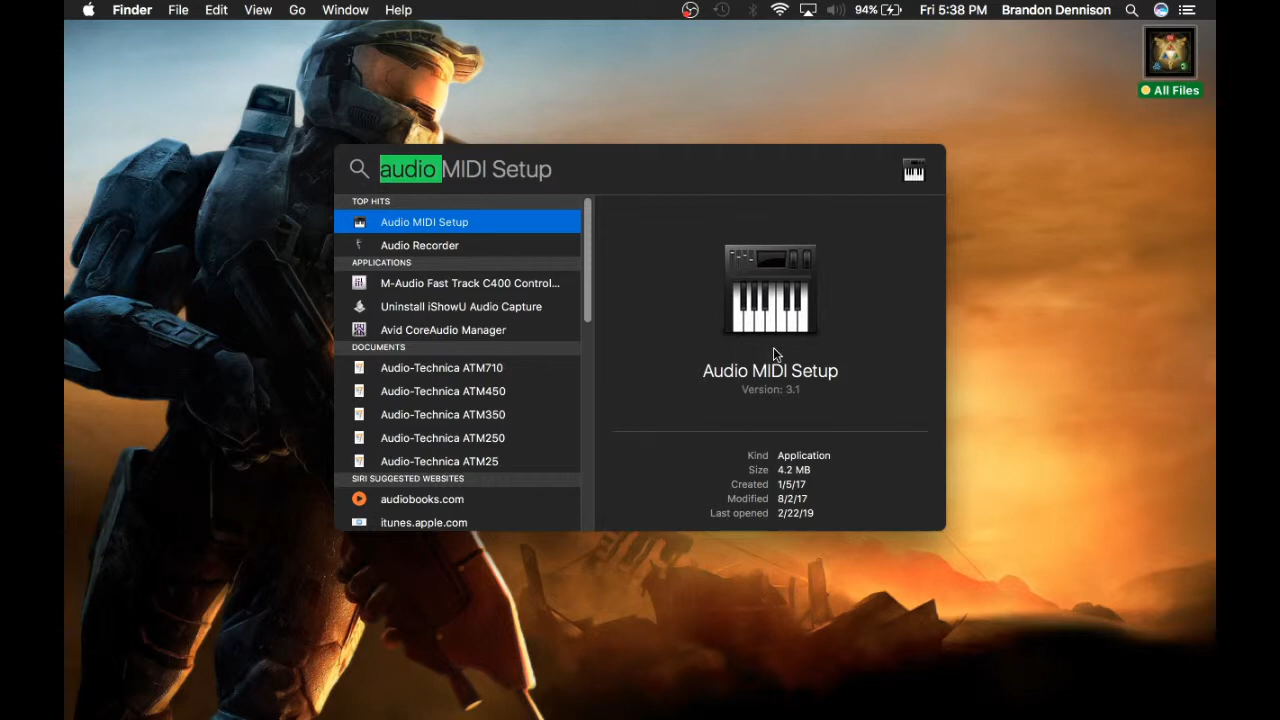 Finder File Edit View Go Window Help 94% Fri 5:38 PM Brandon Dennison
All Files
audio MIDI Setup
TOP HITS
Audio MIDI Setup
Audio Recorder
APPLICATIONS
M-Audio Fast Track C400 Control...
Uninstall iShowU Audio Capture
Avid CoreAudio Manager
DOCUMENTS
Audio-Technica ATM710
Audio-Technica ATM450
Audio-Technica ATM350
Audio-Technica ATM250
Audio-Technica ATM25
SIRI SUGGESTED WEBSITES
audiobooks.com
itunes.apple.com
Audio MIDI Setup
Version: 3.1
Kind Application
Size 4.2 MB
Created 1/5/17
Modified 8/2/17
Last opened 2/22/19